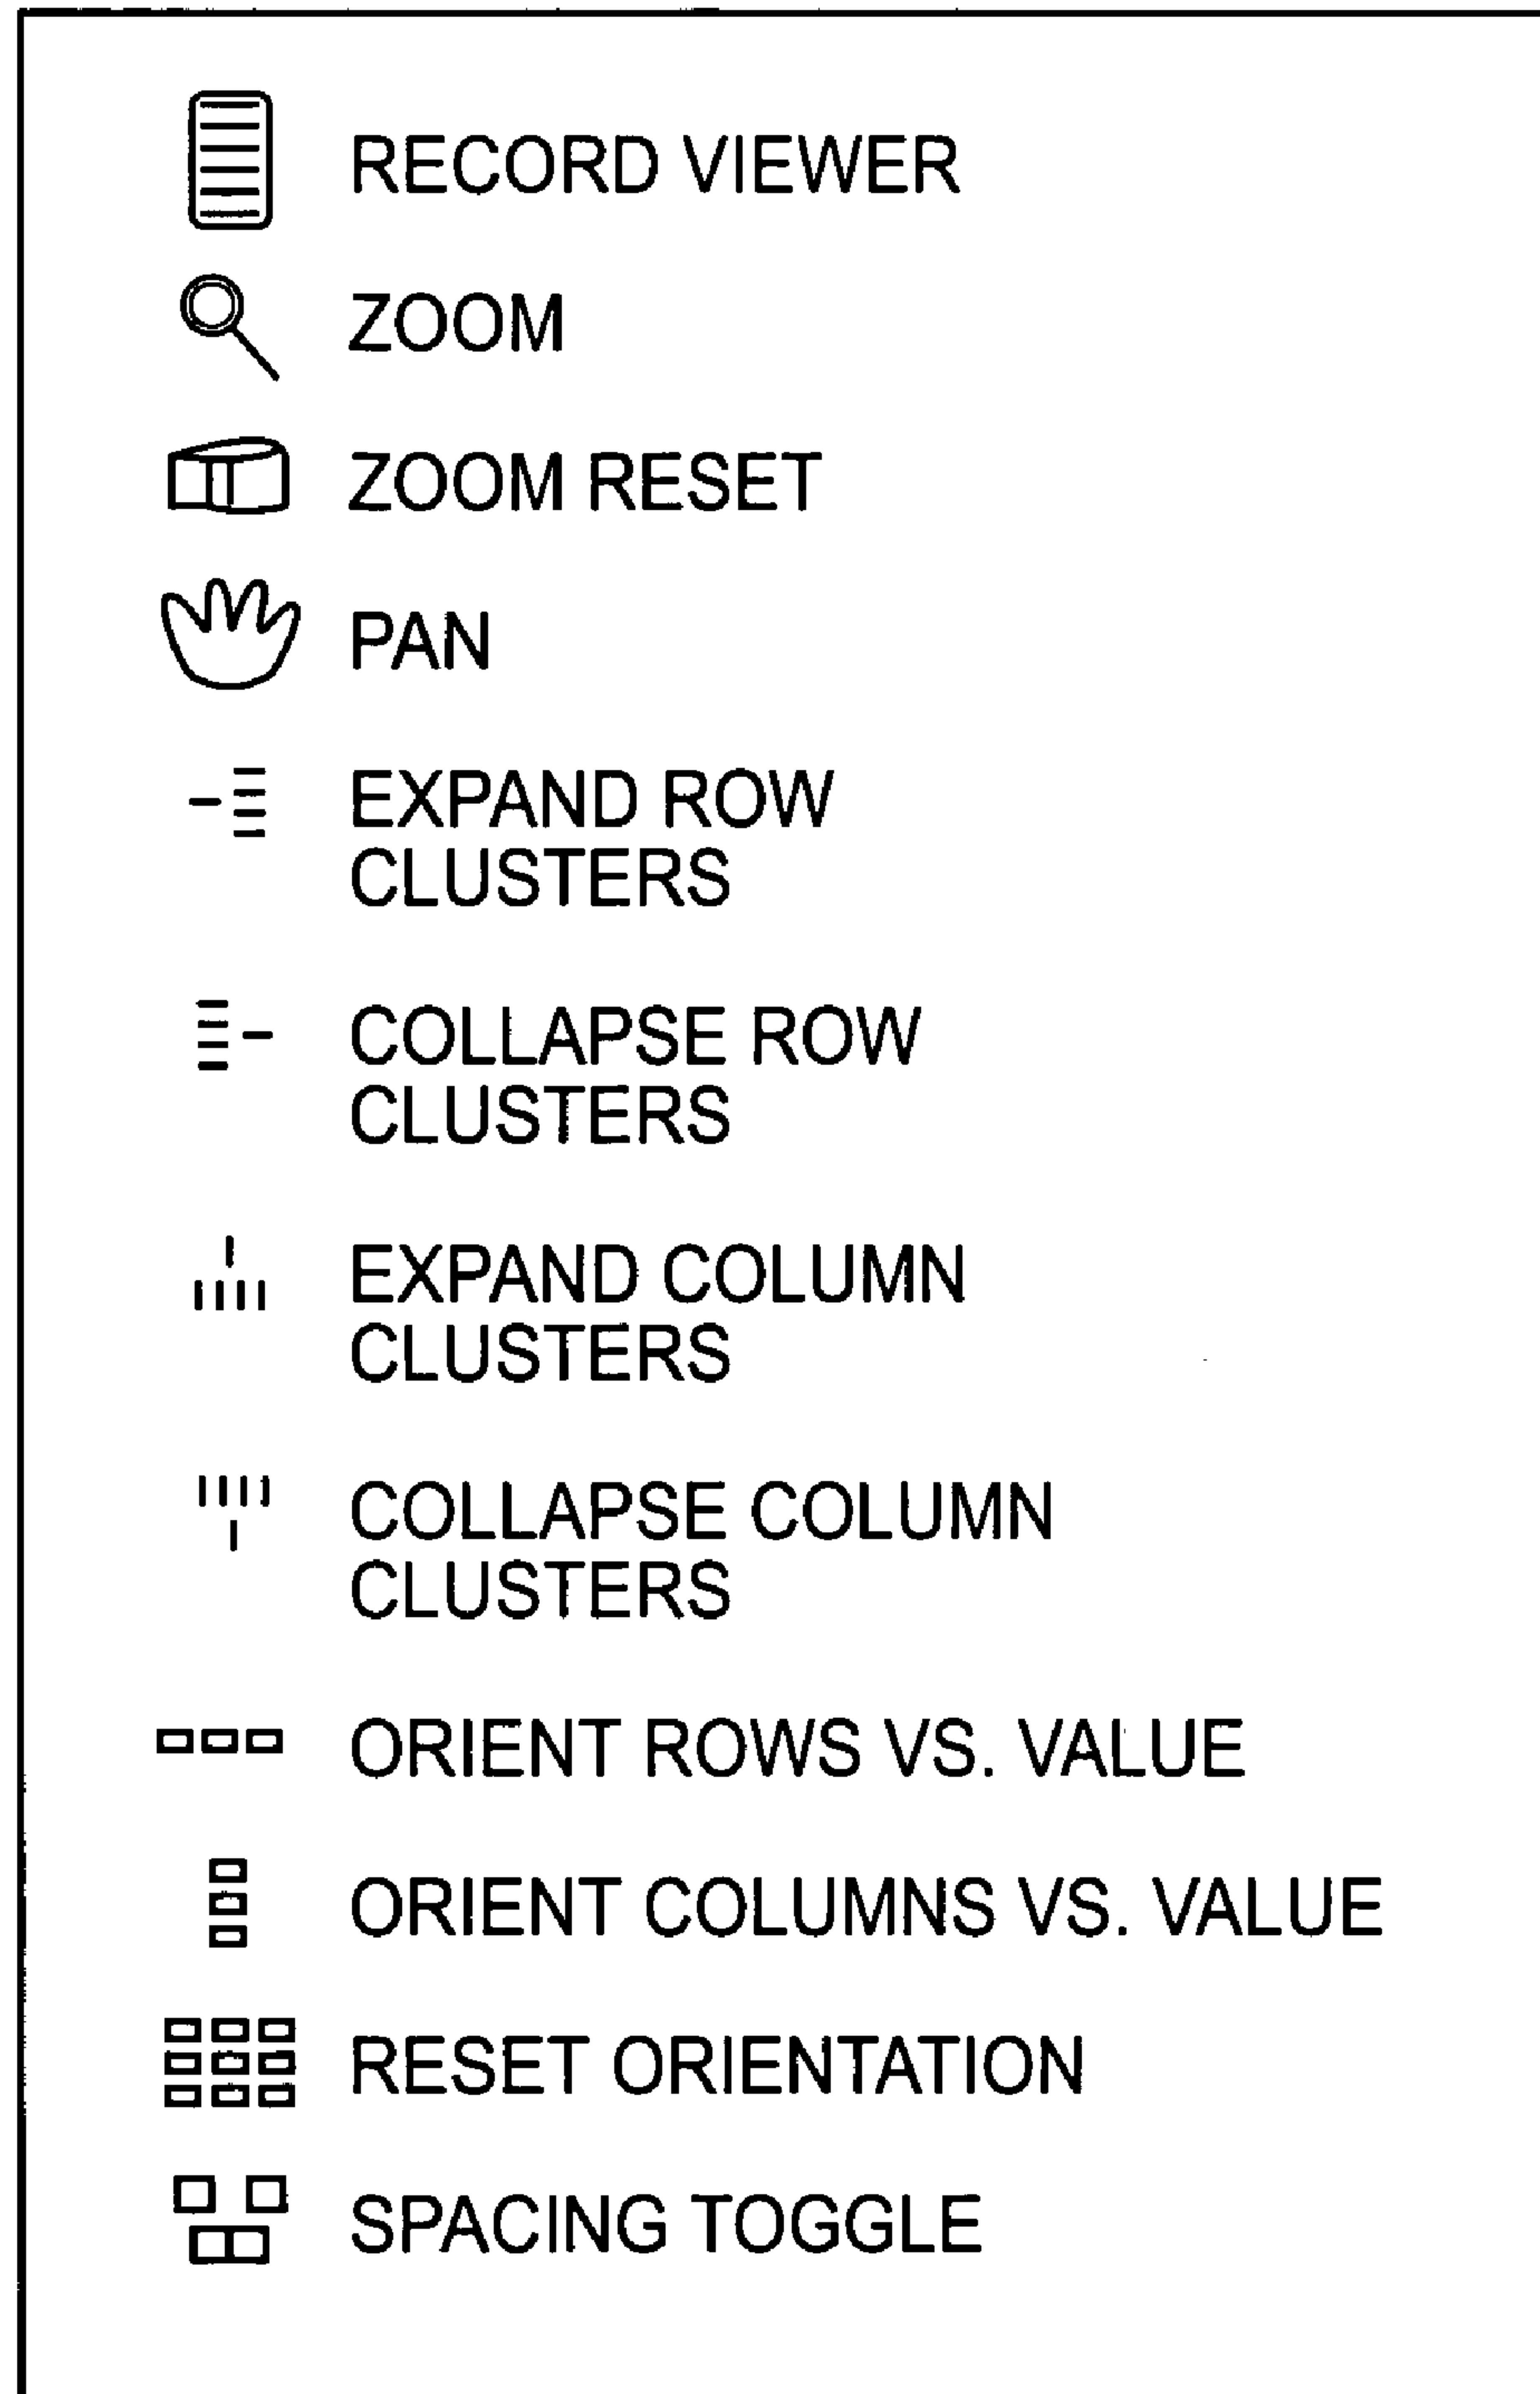 RECORD VIEWER
ZOOM
ZOOM RESET
PAN
EXPAND ROW
CLUSTERS
COLLAPSE ROW
CLUSTERS
EXPAND COLUMN
CLUSTERS
COLLAPSE COLUMN
CLUSTERS
ORIENT ROWS VS. VALUE
ORIENT COLUMNS VS. VALUE
RESET ORIENTATION
SPACING TOGGLE